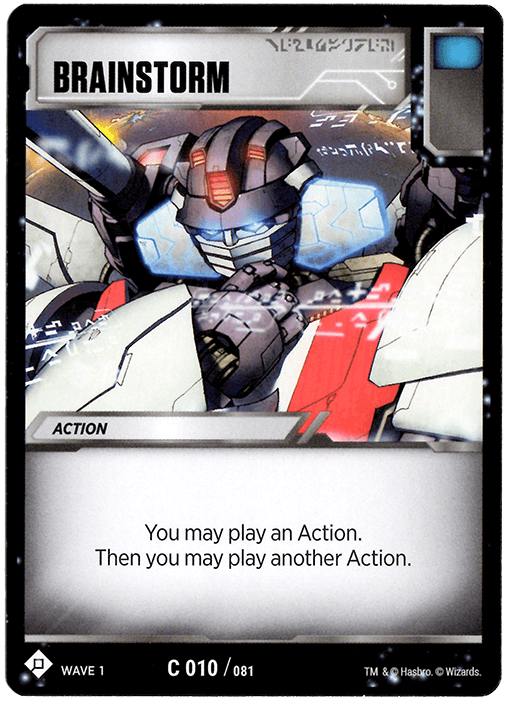 BRAINSTORM
ACTION
You may play an Action.
Then you may play another Action.
WAVE 1
C 010 / 081
TM & © Hasbro. © Wizards.